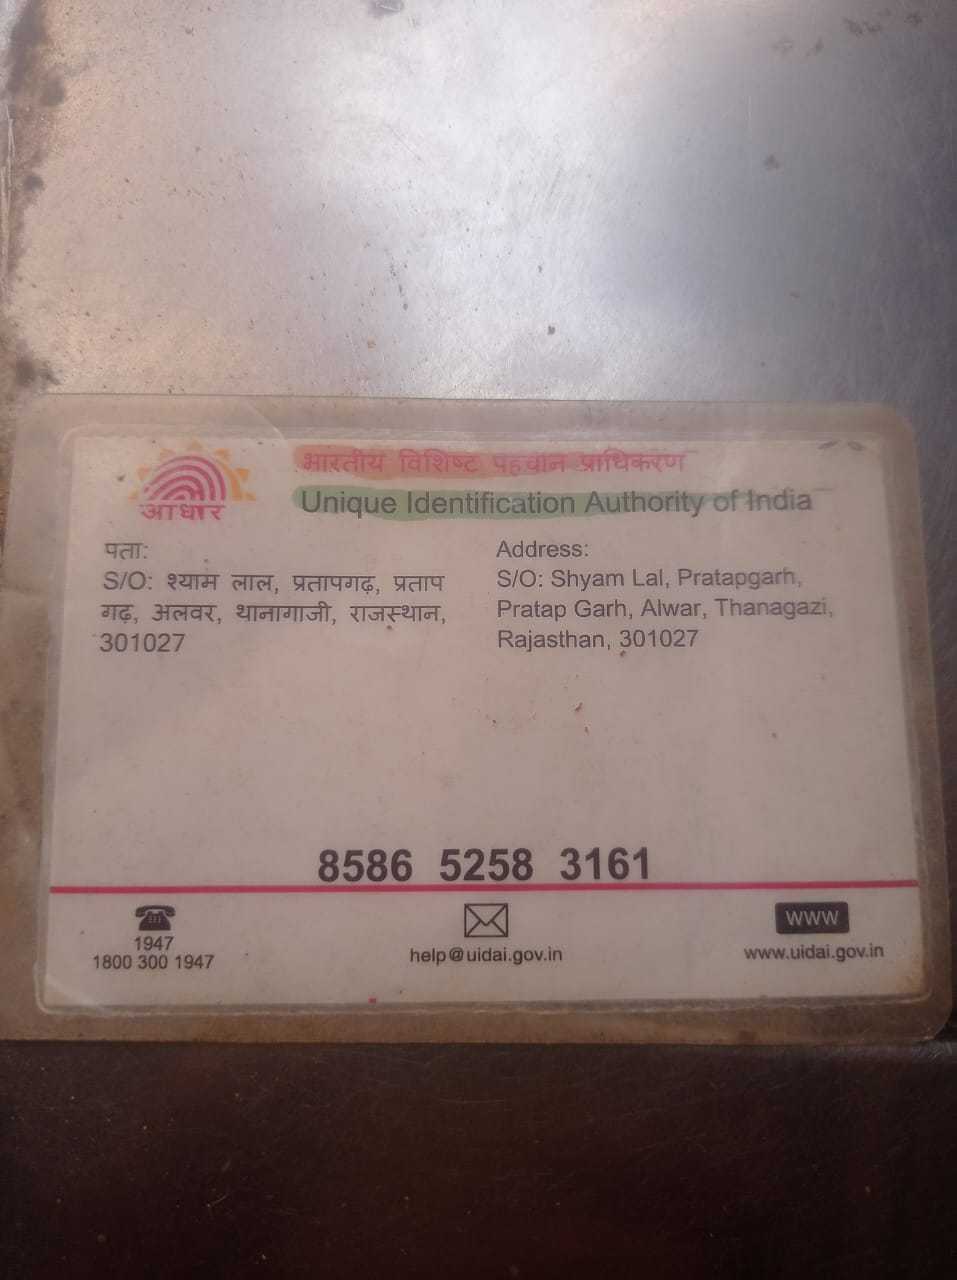 आधार
भारतीय विशिष्ट पहचान प्राधिकरण
Unique Identification Authority of India
पता:
S/O: श्याम लाल, प्रतापगढ़, प्रताप
गढ़, अलवर, थानागाजी, राजस्थान,
301027
Address:
S/O: Shyam Lal, Pratapgarh,
Pratap Garh, Alwar, Thanagazi,
Rajasthan, 301027
8586 5258 3161
1947
1800 300 1947
help@uidai.gov.in
www
www.uidai.gov.in